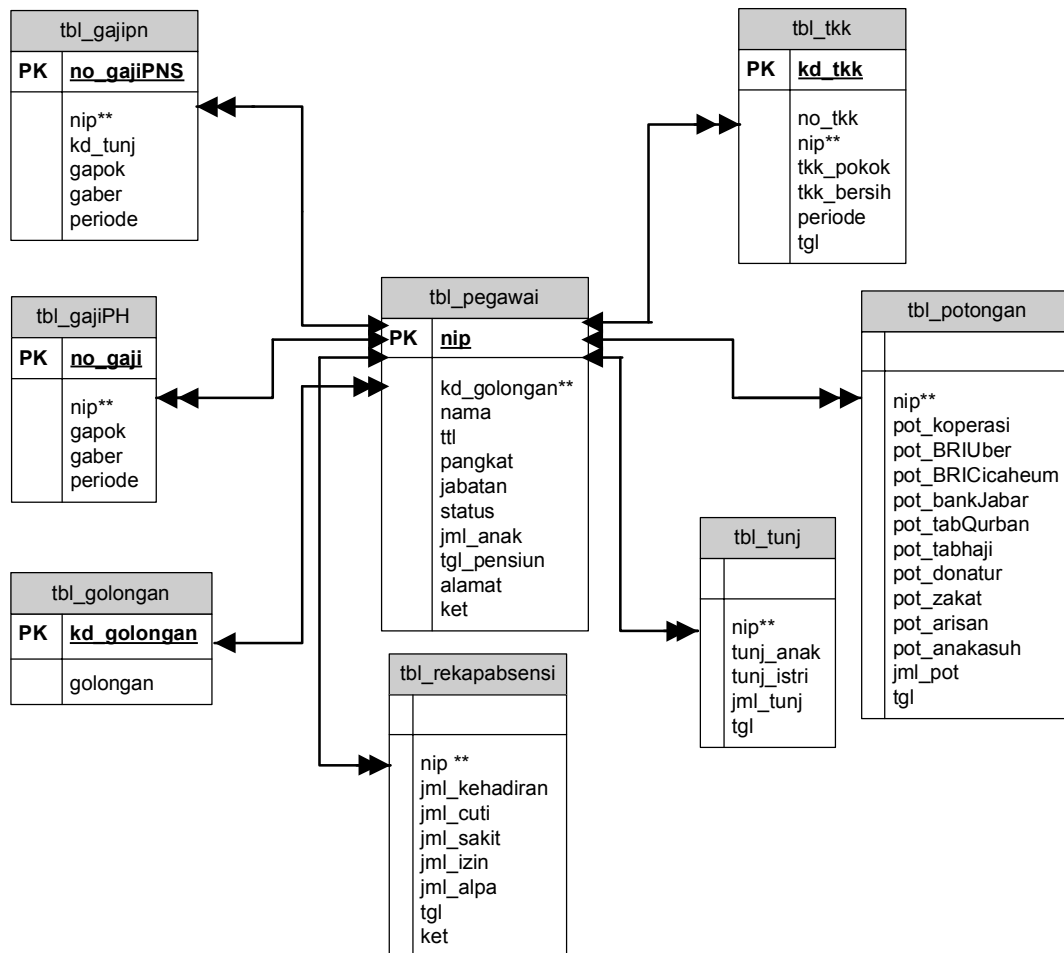 tbl_gajipn
PK no_gajiPNS
nip**
kd_tunj
gapok
gaber
periode
tbl_tkk
PK kd_tkk
no_tkk
nip**
tkk_pokok
tkk_bersih
periode
tgl
tbl_gajiPH
PK no_gaji
nip**
gapok
gaber
periode
tbl_pegawai
PK nip
kd_golongan**
nama
ttl
pangkat
jabatan
status
jml_anak
tgl_pensiun
alamat
ket
tbl_potongan
nip**
pot_koperasi
pot_BRIUber
pot_BRICicaheum
pot_bankJabar
pot_tabQurban
pot_tabhaji
pot_donatur
pot_zakat
pot_arisan
pot_anakasuh
jml_pot
tgl
tbl_golongan
PK kd_golongan
golongan
tbl_tunj
nip**
tunj_anak
tunj_istri
jml_tunj
tgl
tbl_rekapabsensi
nip **
jml_kehadiran
jml_cuti
jml_sakit
jml_izin
jml_alpa
tgl
ket